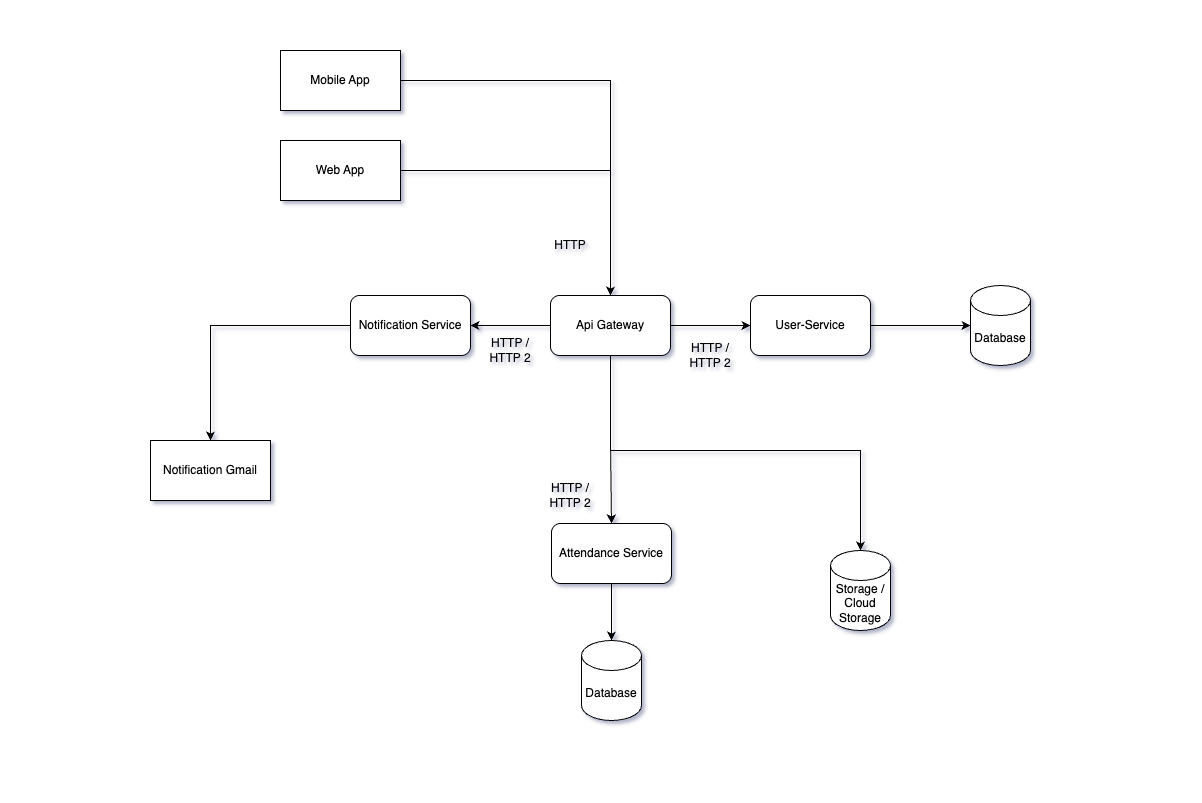 Mobile App
Web App
HTTP
Notification Service
Api Gateway
User-Service
Database
HTTP /
HTTP 2
HTTP /
HTTP 2
Notification Gmail
HTTP /
HTTP 2
Attendance Service
Storage /
Cloud
Storage
Database